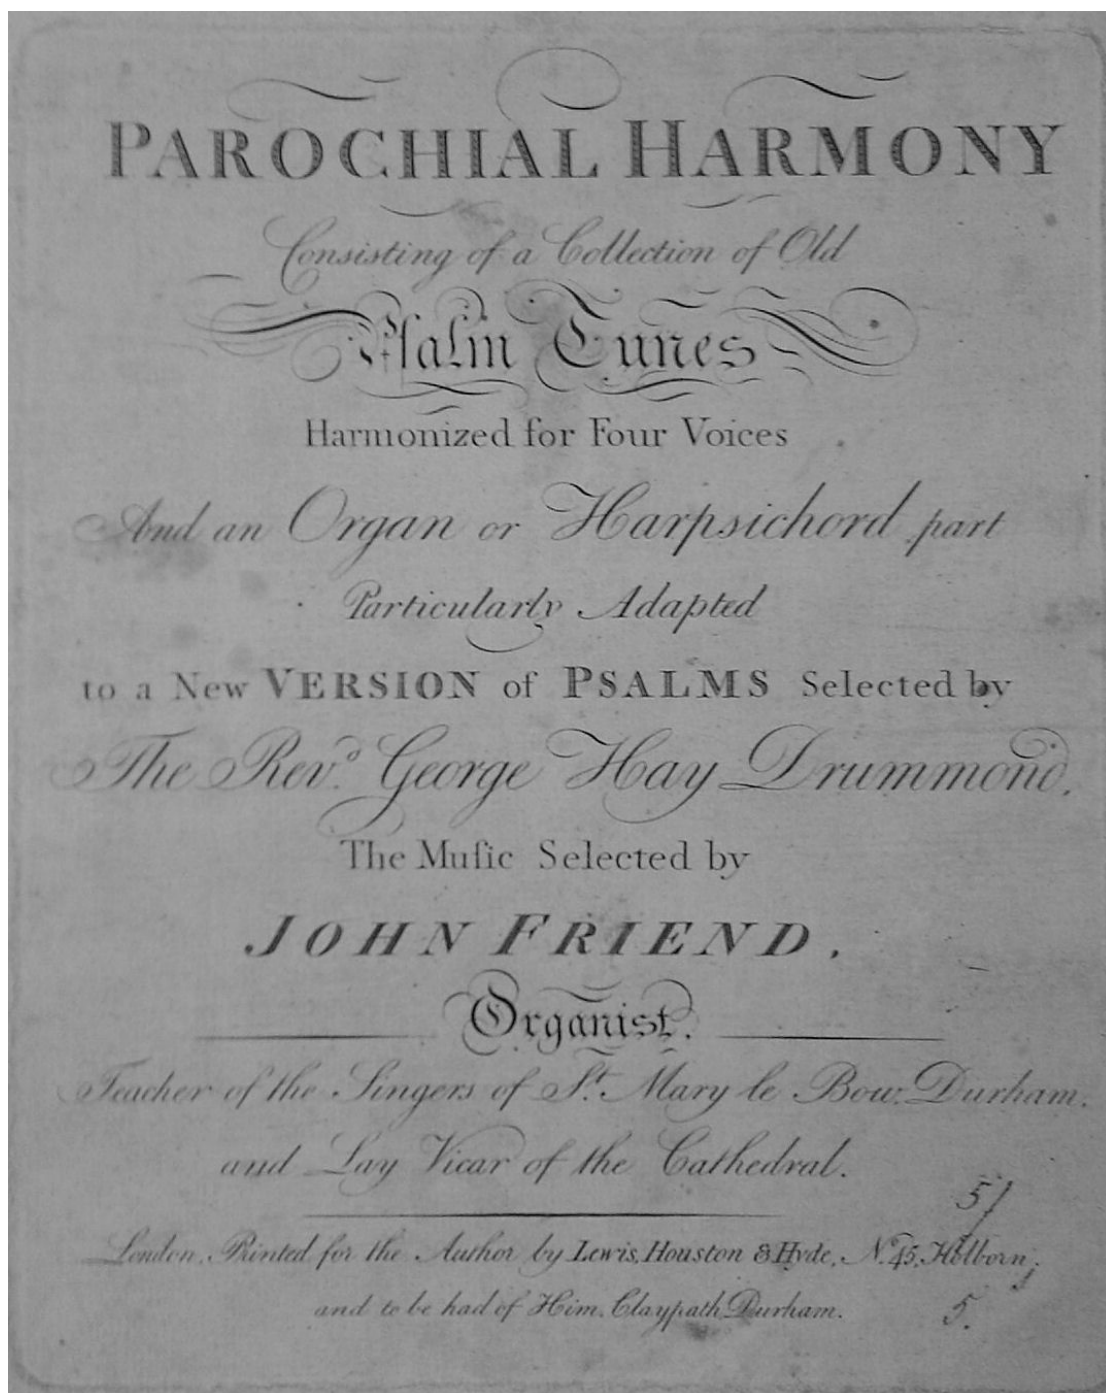 PAROCHIAL HARMONY
Consisting of a Collection of Old
Psalm Tunes
Harmonized for Four Voices
And an Organ or Harpsichord part
Particularly Adapted
to a New VERSION of PSALMS Selected by
The Revd. George Hay Drummond.
The Muſic Selected by
JOHN FRIEND.
Organist.
Teacher of the Singers of St. Mary le Bow, Durham.
and Lay Vicar of the Cathedral.
5/
London, Printed for the Author by Lewis, Houston & Hyde, No. 45, Holborn,
and to be had of Him, Claypath Durham.
5.